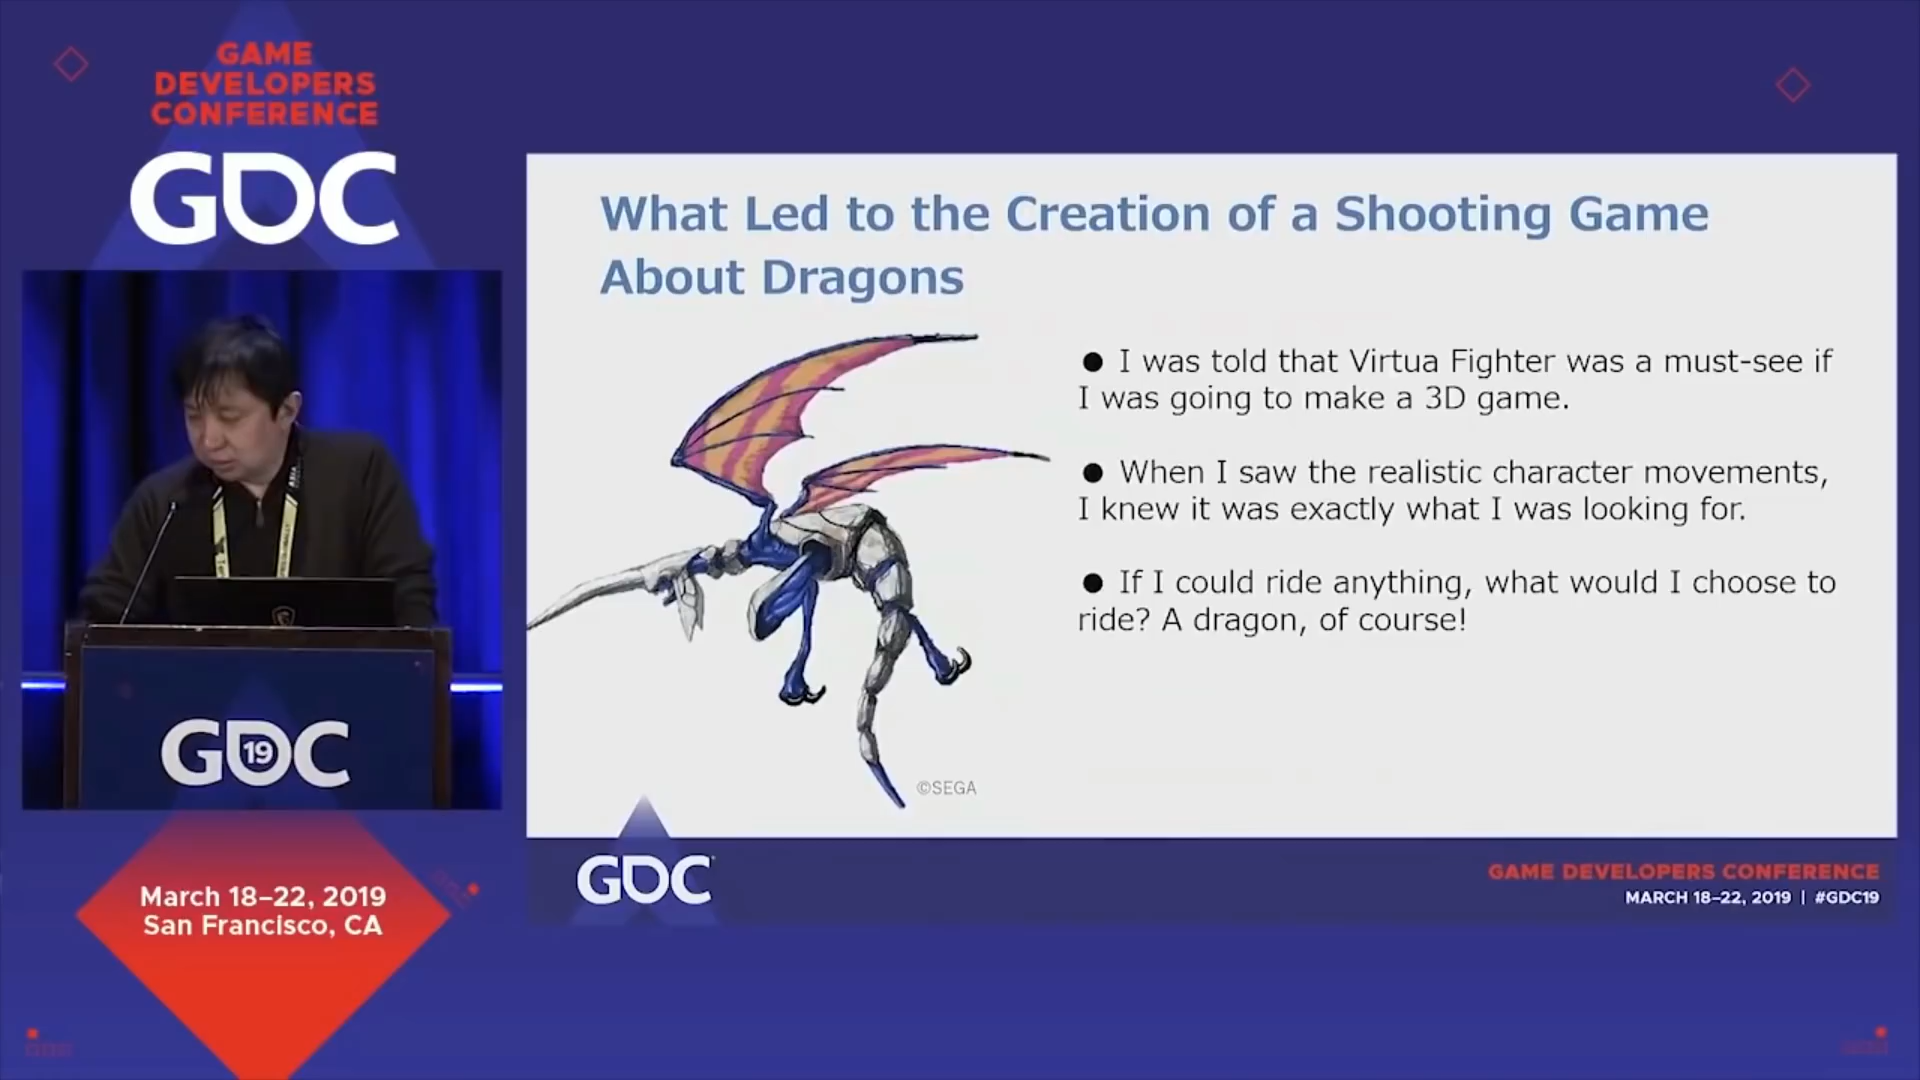 GAME
DEVELOPERS
CONFERENCE
GDC
GDC
19
March 18–22, 2019
San Francisco, CA
What Led to the Creation of a Shooting Game
About Dragons
● I was told that Virtua Fighter was a must-see if
I was going to make a 3D game.
● When I saw the realistic character movements,
I knew it was exactly what I was looking for.
● If I could ride anything, what would I choose to
ride? A dragon, of course!
©SEGA
GDC
GAME DEVELOPERS CONFERENCE
MARCH 18–22, 2019 | #GDC19